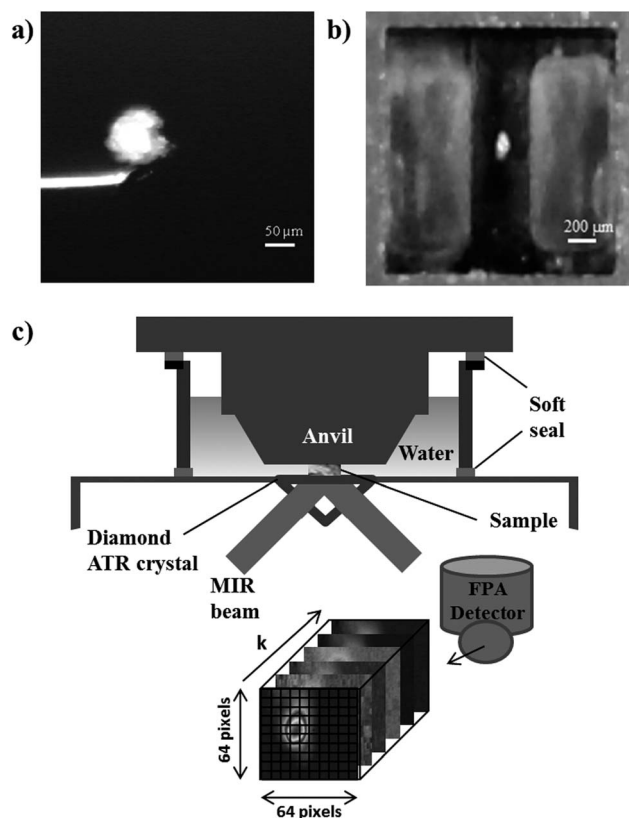 a)
b)
50 μm
200 μm
c)
Anvil
Water
Soft
seal
Diamond
ATR crystal
Sample
MIR
beam
FPA
Detector
k
64 pixels
64 pixels